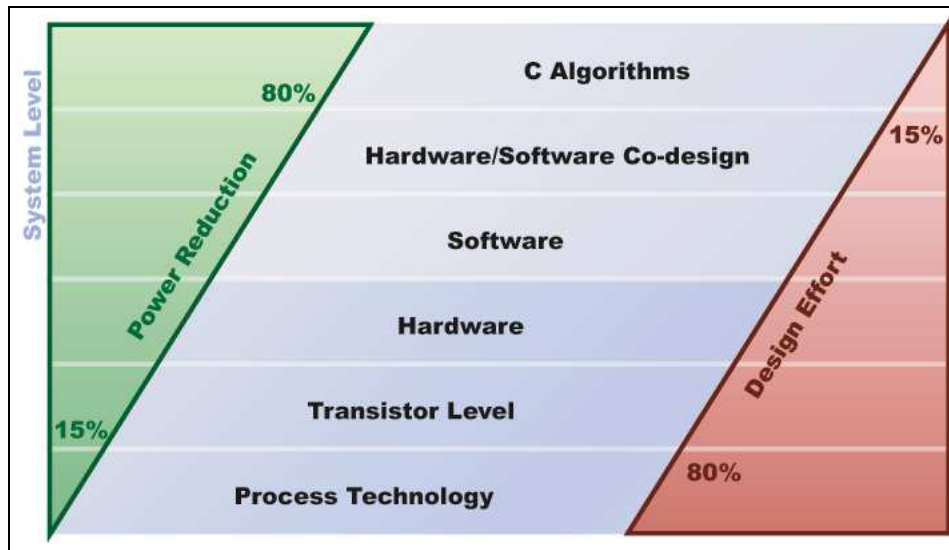 System Level
C Algorithms
80%
15%
Hardware/Software Co-design
Power Reduction
Software
Design Effort
Hardware
Transistor Level
15%
80%
Process Technology